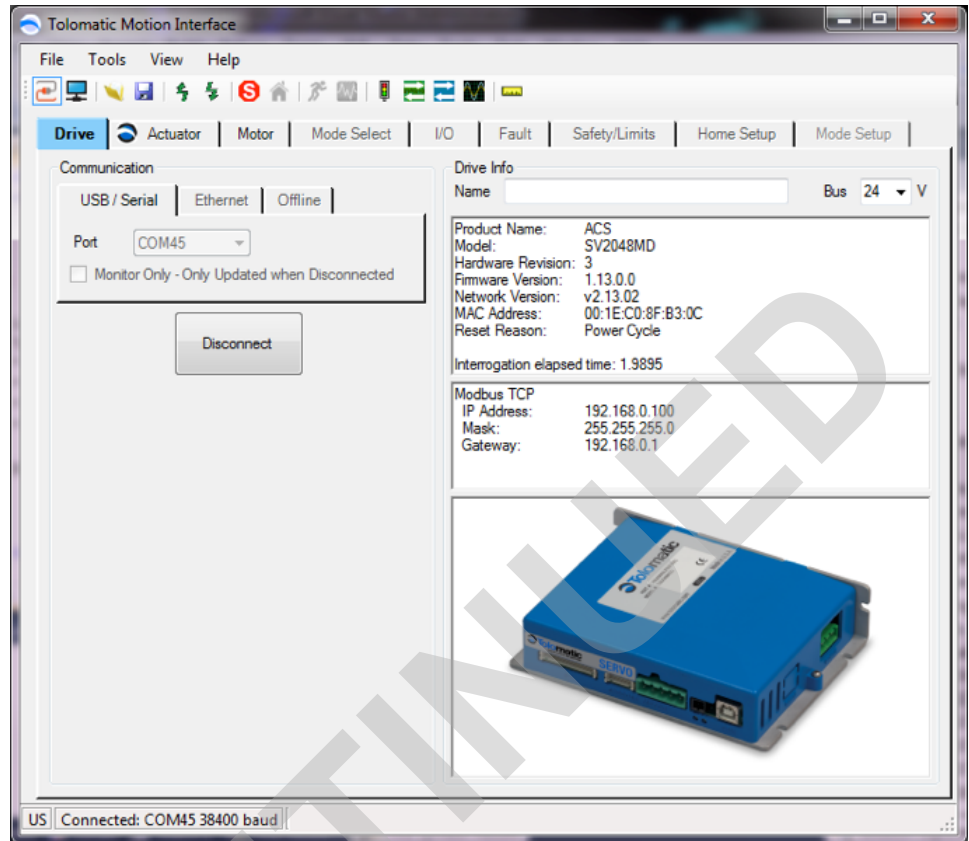 Tolomatic Motion Interface
File Tools View Help
Drive Actuator Motor Mode Select I/O Fault Safety/Limits Home Setup Mode Setup
Communication
USB / Serial Ethernet Offline
Port COM45
Monitor Only - Only Updated when Disconnected
Disconnect
Drive Info
Name Bus 24 V
Product Name: ACS
Model: SV2048MD
Hardware Revision: 3
Firmware Version: 1.13.0.0
Network Version: v2.13.02
MAC Address: 00:1E:C0:8F:B3:0C
Reset Reason: Power Cycle
Interrogation elapsed time: 1.9895
Modbus TCP
IP Address: 192.168.0.100
Mask: 255.255.255.0
Gateway: 192.168.0.1
Tolomatic
Tolomatic
SERVO
US Connected: COM45 38400 baud
TINUED